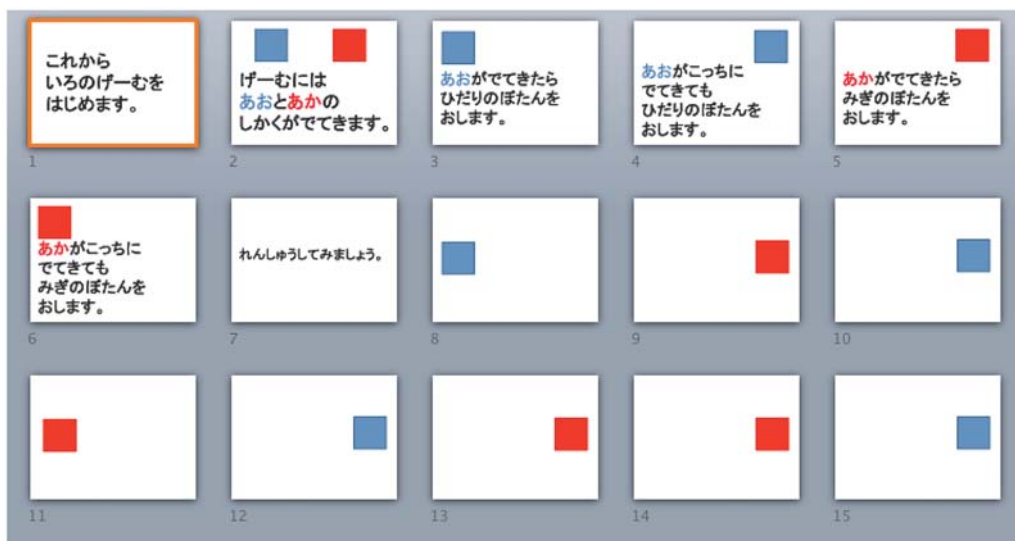 これから
いろのげーむを
はじめます。
1
げーむには
あおとあかの
しかくがでてきます。
2
あおがでてきたら
ひだりのぼたんを
おします。
3
あおがこっちに
でてきても
ひだりのぼたんを
おします。
4
あかがでてきたら
みぎのぼたんを
おします。
5
あかがこっちに
でてきても
みぎのぼたんを
おします。
6
れんしゅうしてみましょう。
7
8
9
10
11
12
13
14
15